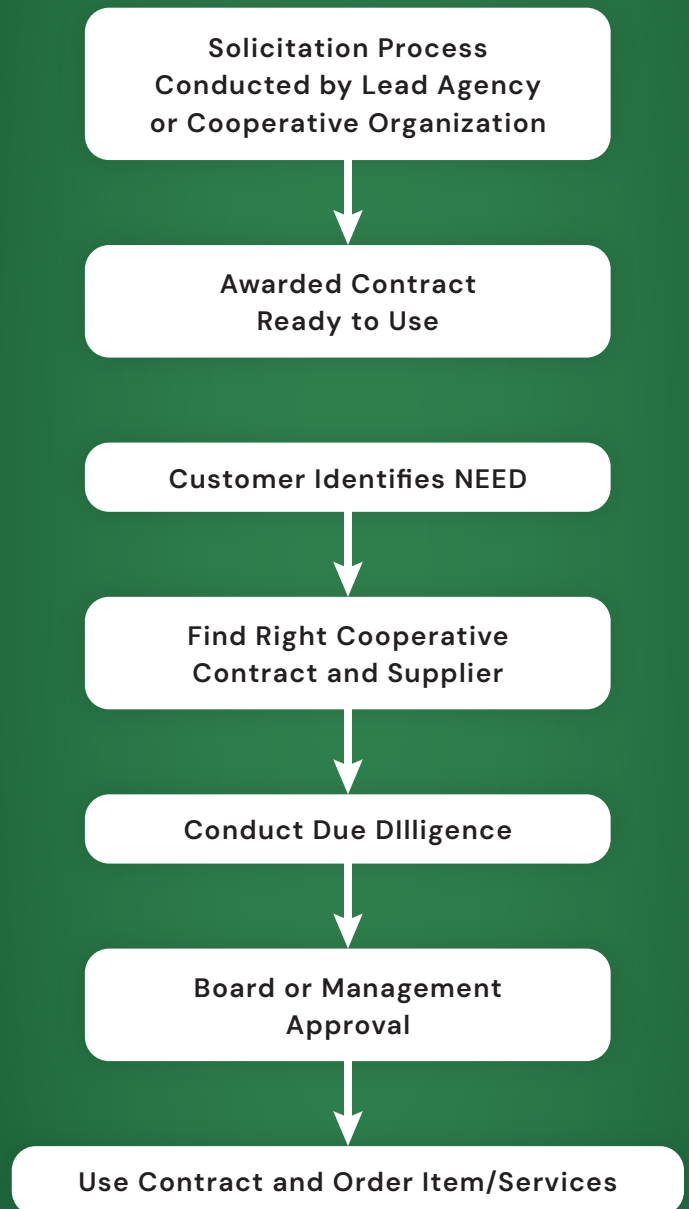 Solicitation Process
Conducted by Lead Agency
or Cooperative Organization
Awarded Contract
Ready to Use
Customer Identifies NEED
Find Right Cooperative
Contract and Supplier
Conduct Due DIlligence
Board or Management
Approval
Use Contract and Order Item/Services